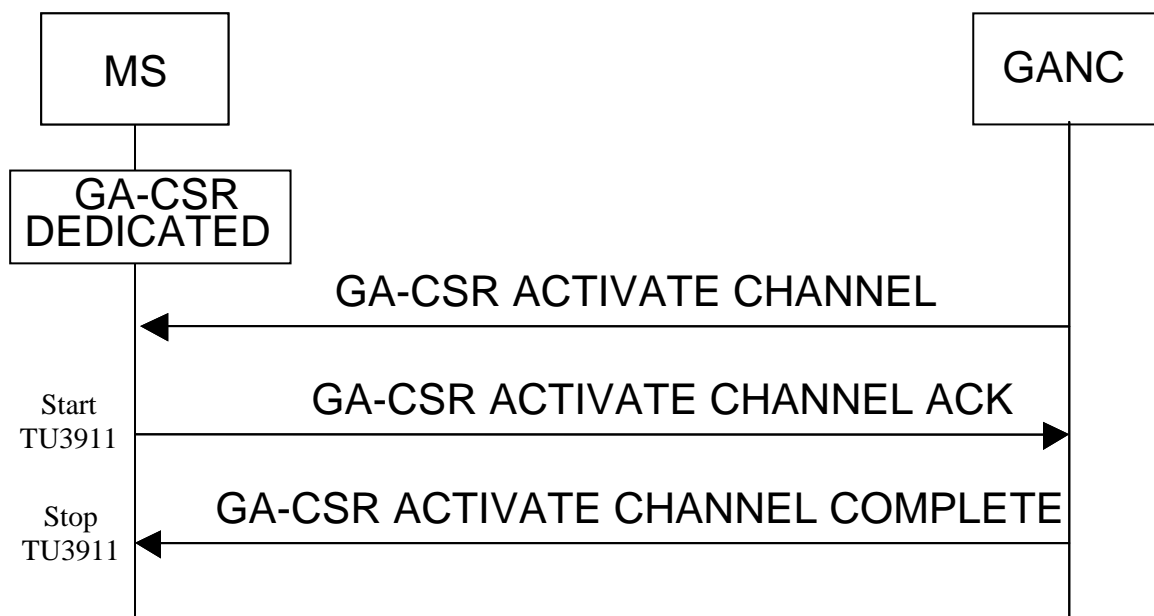 MS
GANC
GA-CSR
DEDICATED
GA-CSR ACTIVATE CHANNEL
Start
TU3911
GA-CSR ACTIVATE CHANNEL ACK
Stop
TU3911
GA-CSR ACTIVATE CHANNEL COMPLETE